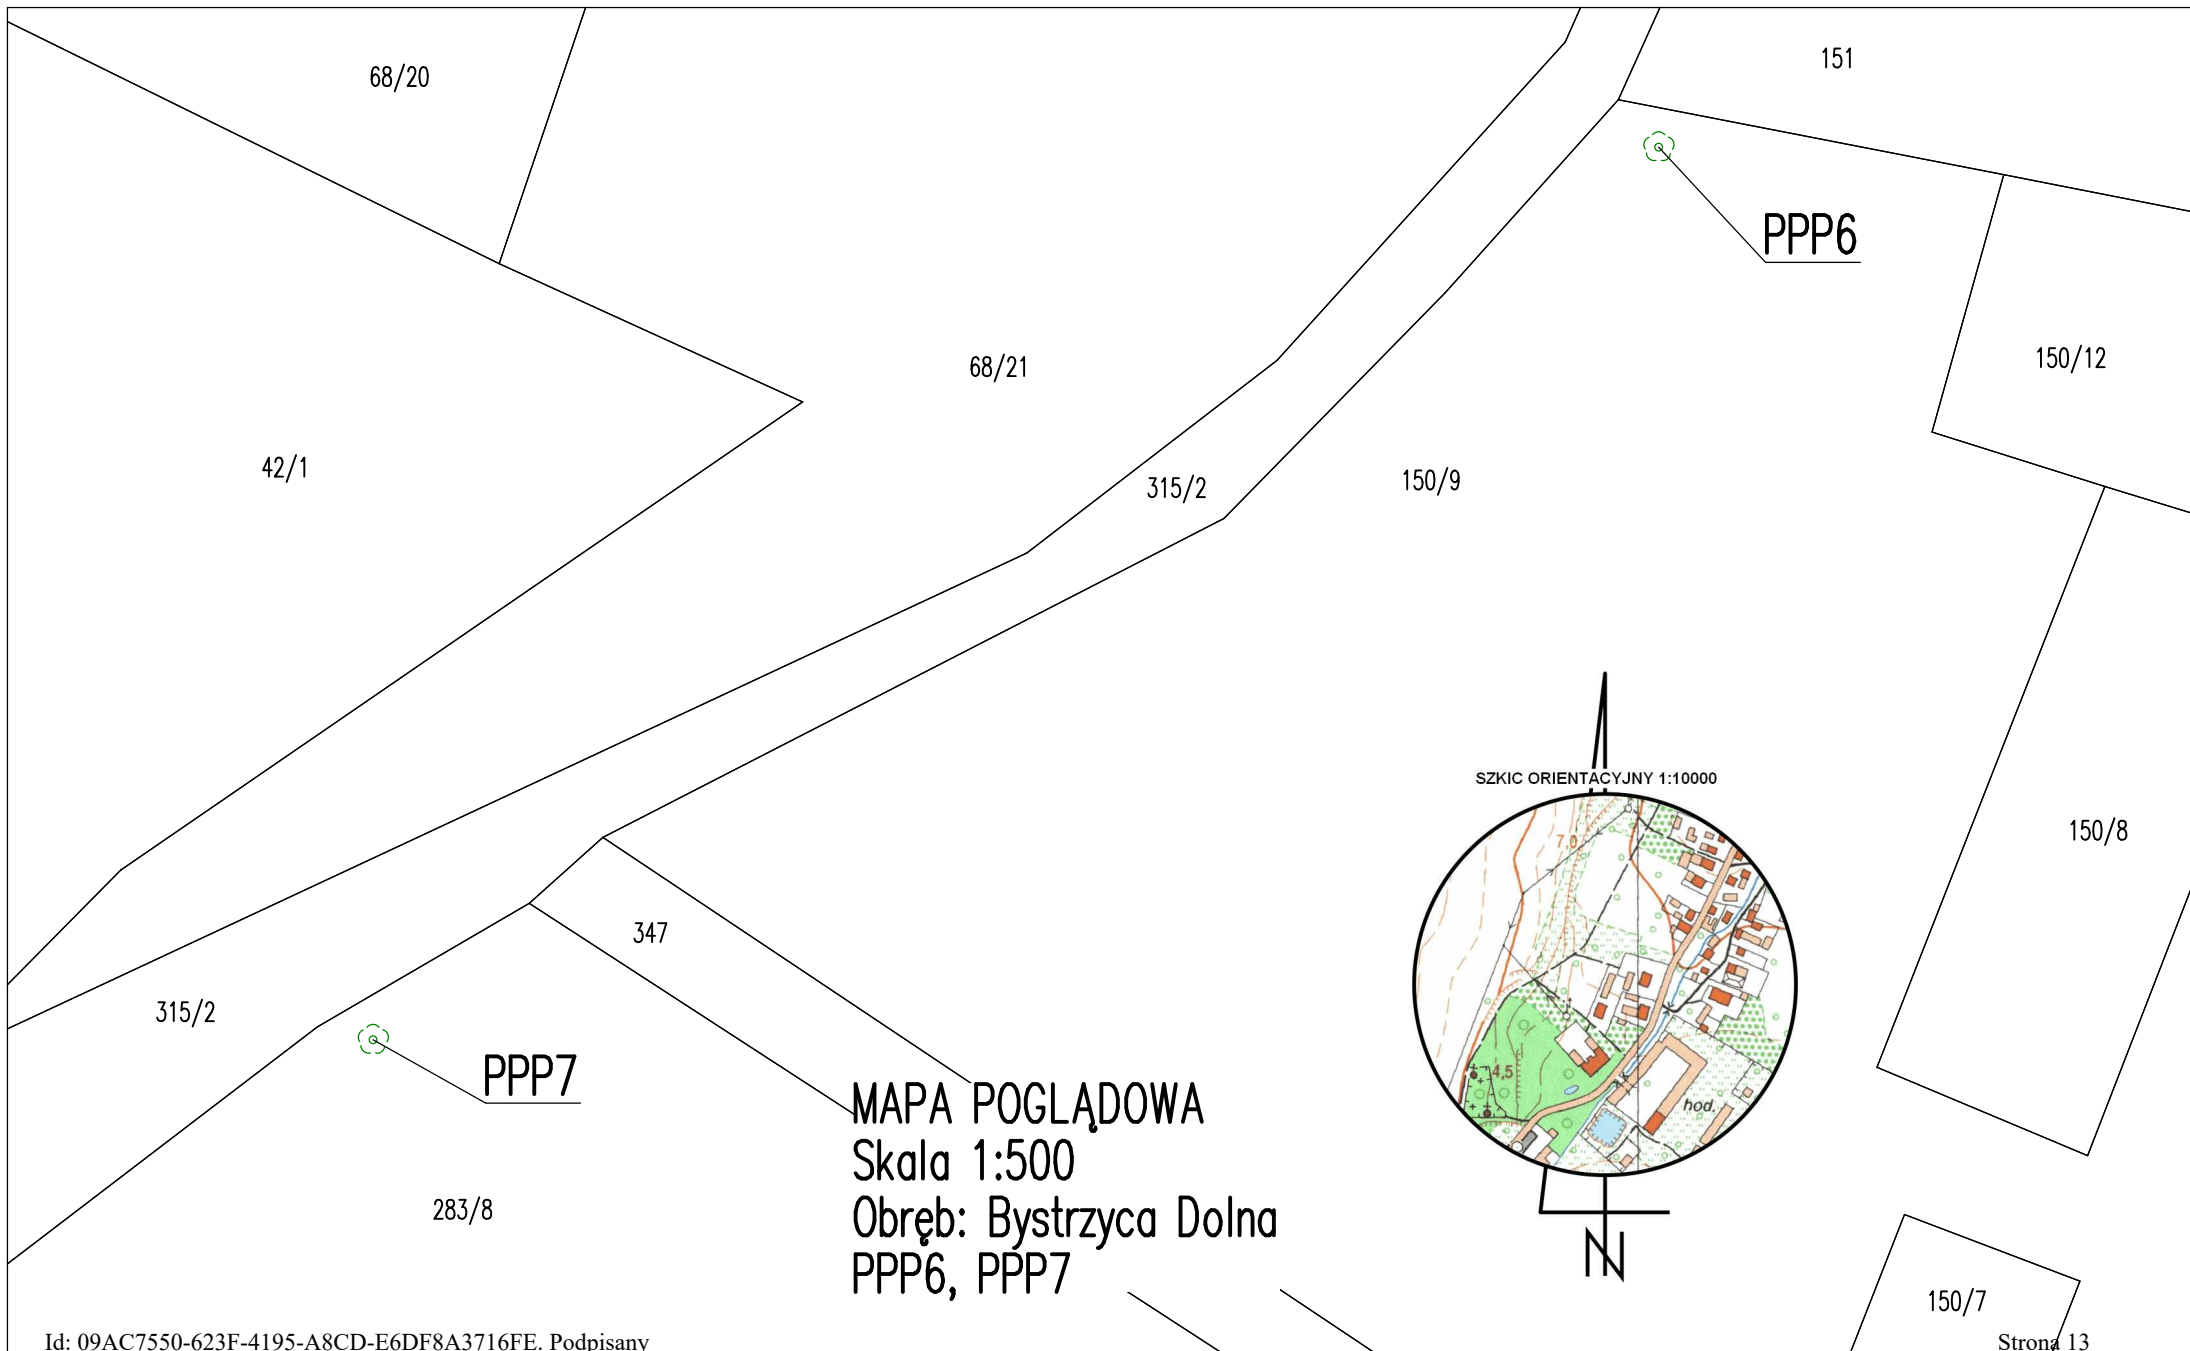 68/20
151
PPP6
150/12
68/21
42/1
315/2
150/9
SZKIC ORIENTACYJNY 1:10000
7,0
150/8
347
315/2
PPP7
4,5
hod.
MAPA POGLĄDOWA
Skala 1:500
Obręb: Bystrzyca Dolna
PPP6, PPP7
283/8
N
150/7
Id: 09AC7550-623F-4195-A8CD-E6DF8A3716FE. Podpisany
Strona 13